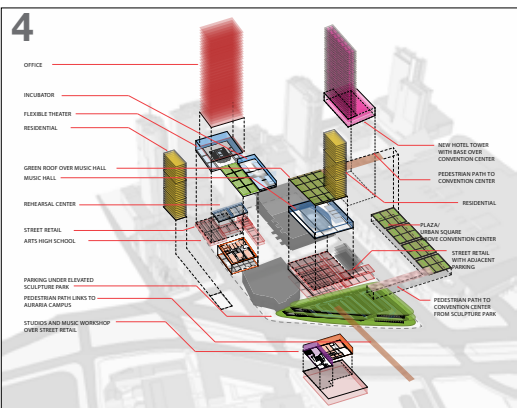 4
OFFICE
INCUBATOR
FLEXIBLE THEATER
RESIDENTIAL
GREEN ROOF OVER MUSIC HALL
MUSIC HALL
REHEARSAL CENTER
STREET RETAIL
ARTS HIGH SCHOOL
PARKING UNDER ELEVATED
SCULPTURE PARK
PEDESTRIAN PATH LINKS TO
AURARIA CAMPUS
STUDIOS AND MUSIC WORKSHOP
OVER STREET RETAIL
NEW HOTEL TOWER
WITH BASE OVER
CONVENTION CENTER
PEDESTRIAN PATH TO
CONVENTION CENTER
RESIDENTIAL
PLAZA/
URBAN SQUARE
ABOVE CONVENTION CENTER
STREET RETAIL
WITH ADJACENT
PARKING
PEDESTRIAN PATH TO
CONVENTION CENTER
FROM SCULPTURE PARK